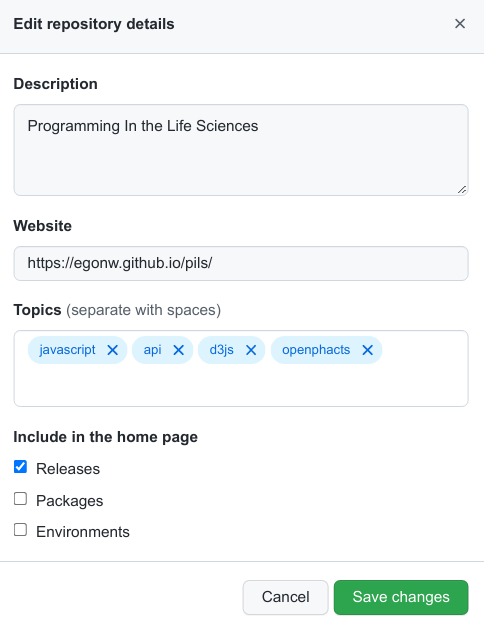 Edit repository details
Description
Programming In the Life Sciences
Website
https://egonw.github.io/pils/
Topics (separate with spaces)
javascript api d3js openphacts
Include in the home page
Releases
Packages
Environments
Cancel Save changes